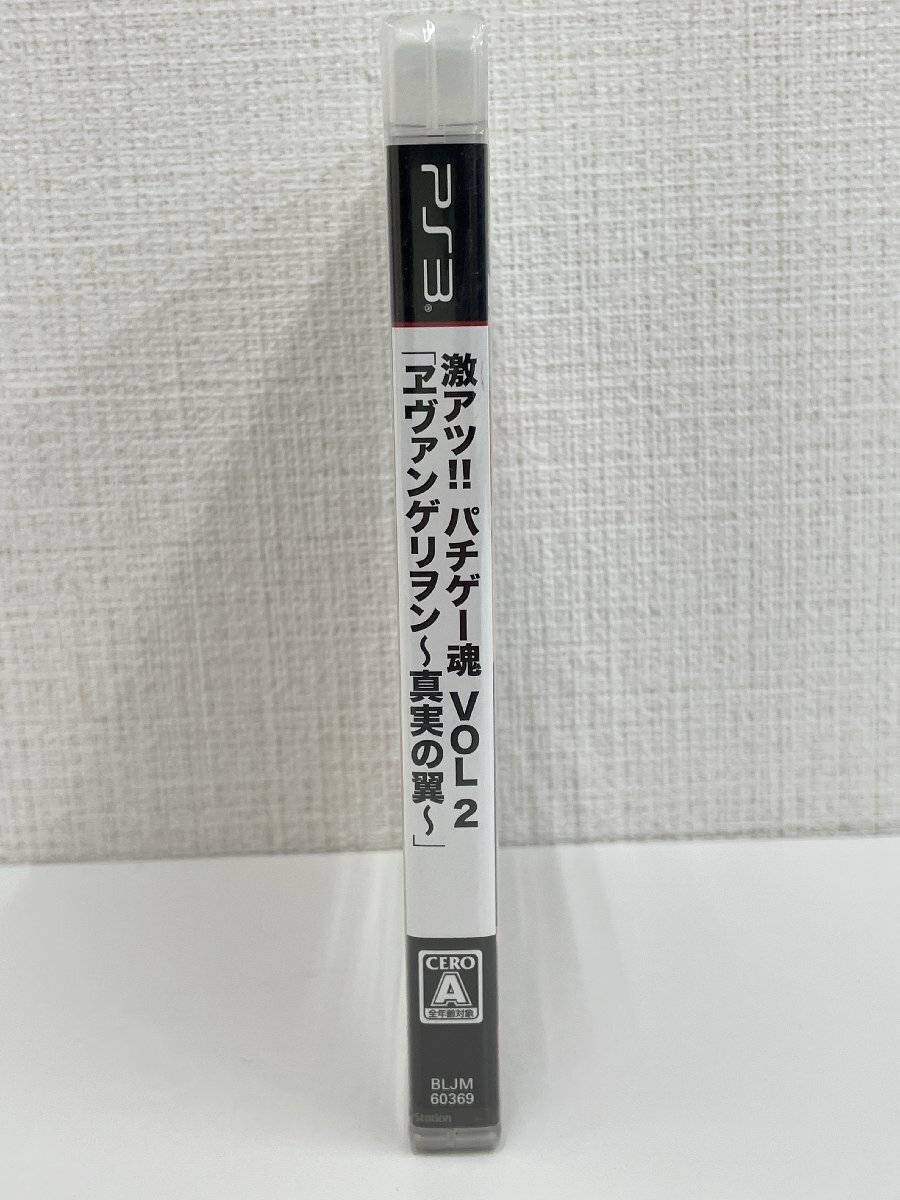 PS3®
激アツ!! パチゲー魂 VOL 2
「ヱヴァンゲリヲン～真実の翼～」
CERO
A
全年齢対象
BLJM
60369
Station